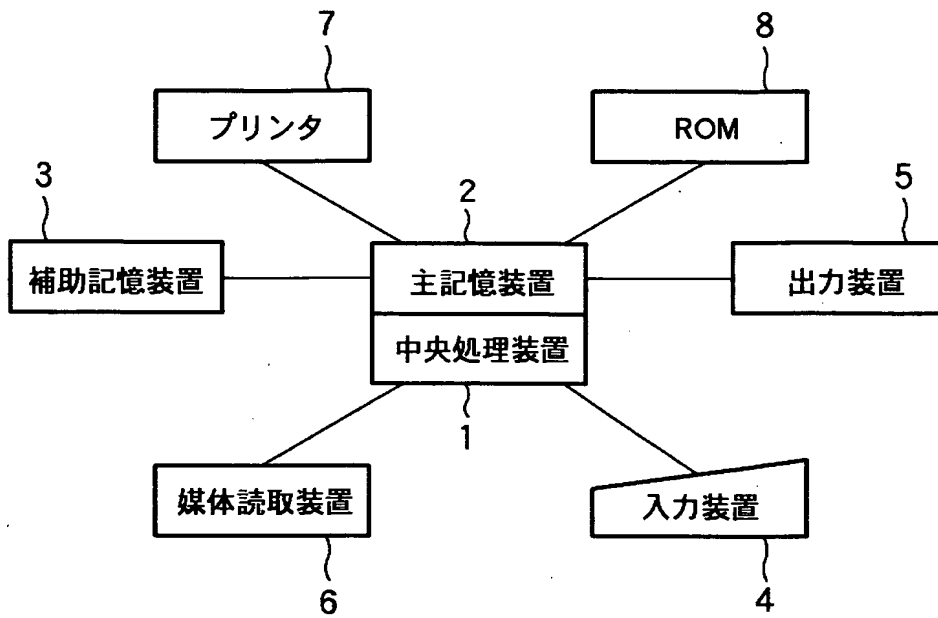 7
プリンタ
8
ROM
3
補助記憶装置
2
主記憶装置
中央処理装置
1
5
出力装置
媒体読取装置
6
入力装置
4